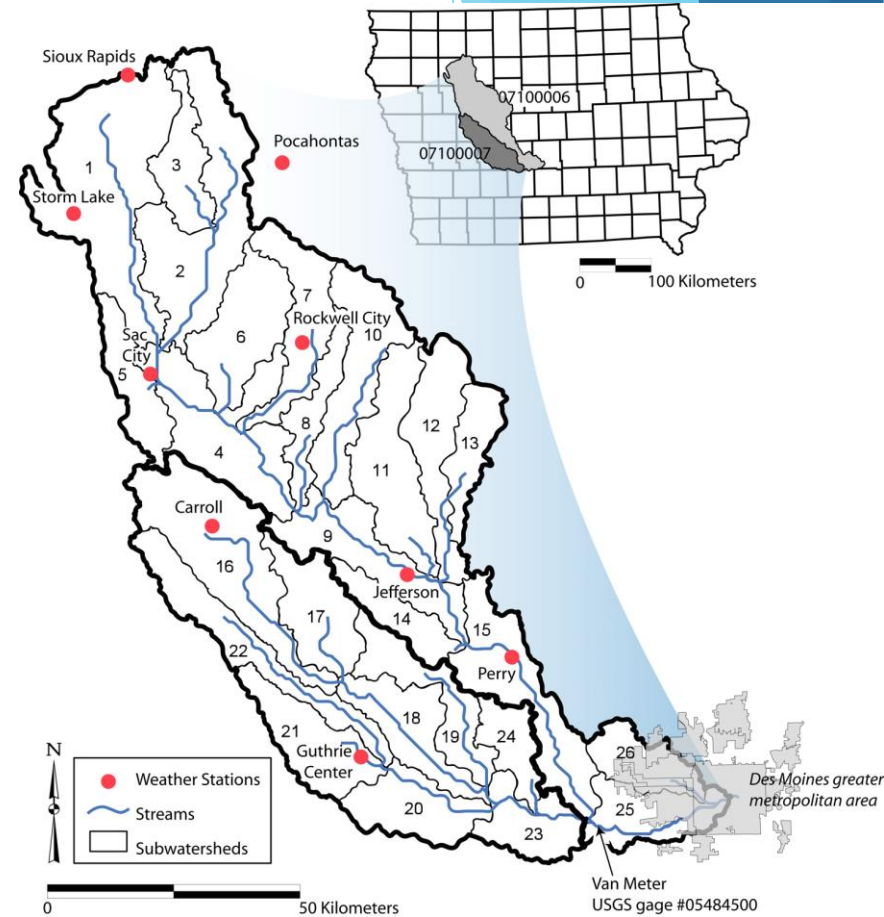 Sioux Rapids
07100006
Pocahontas
3
07100007
1
Storm Lake
0
100 Kilometers
2
7
Rockwell City
10
6
Sac
City
5
12
8
13
4
11
Carroll
9
16
Jefferson
14
15
17
Perry
22
18
21
19
24
26
Guthrie
Center
Des Moines greater
metropolitan area
N
Weather Stations
Streams
Subwatersheds
25
20
23
Van Meter
USGS gage #05484500
0
50 Kilometers